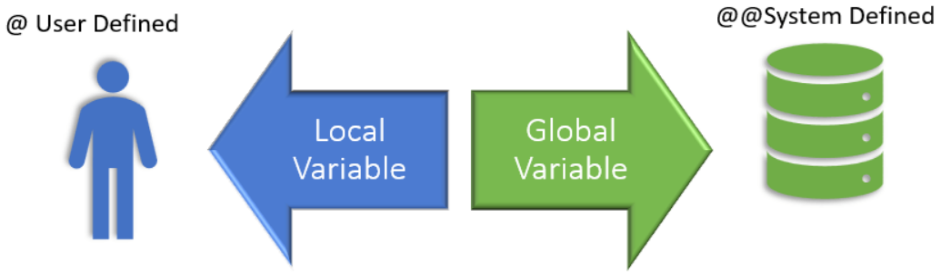 @ User Defined
@@System Defined
Local
Variable
Global
Variable